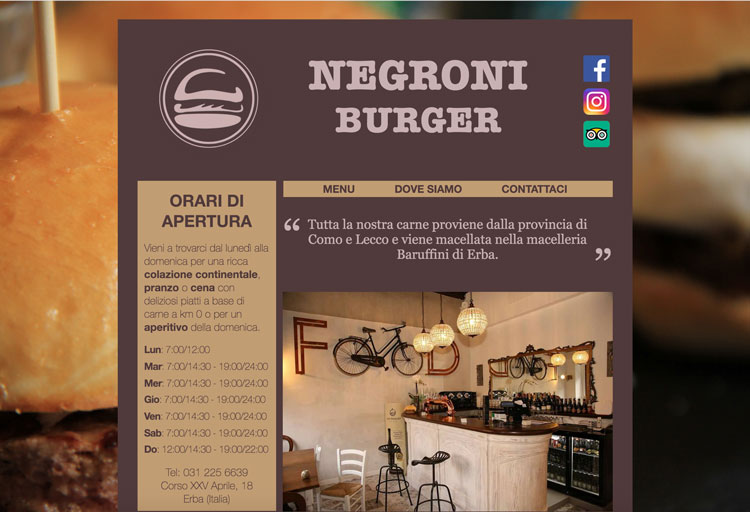 NEGRONI
BURGER
ORARI DI
APERTURA
Vieni a trovarci dal lunedì alla
domenica per una ricca
colazione continentale,
pranzo o cena con
deliziosi piatti a base di
carne a km 0 o per un
aperitivo della domenica.
Lun: 7:00/12:00
Mar: 7:00/14:30 - 19:00/24:00
Mer: 7:00/14:30 - 19:00/24:00
Gio: 7:00/14:30 - 19:00/24:00
Ven: 7:00/14:30 - 19:00/24:00
Sab: 7:00/14:30 - 19:00/24:00
Do: 12:00/14:30 - 19:00/22:00
Tel: 031 225 6639
Corso XXV Aprile, 18
Erba (Italia)
MENU DOVE SIAMO CONTATTACI
“ Tutta la nostra carne proviene dalla provincia di
Como e Lecco e viene macellata nella macelleria
Baruffini di Erba. ”
F D